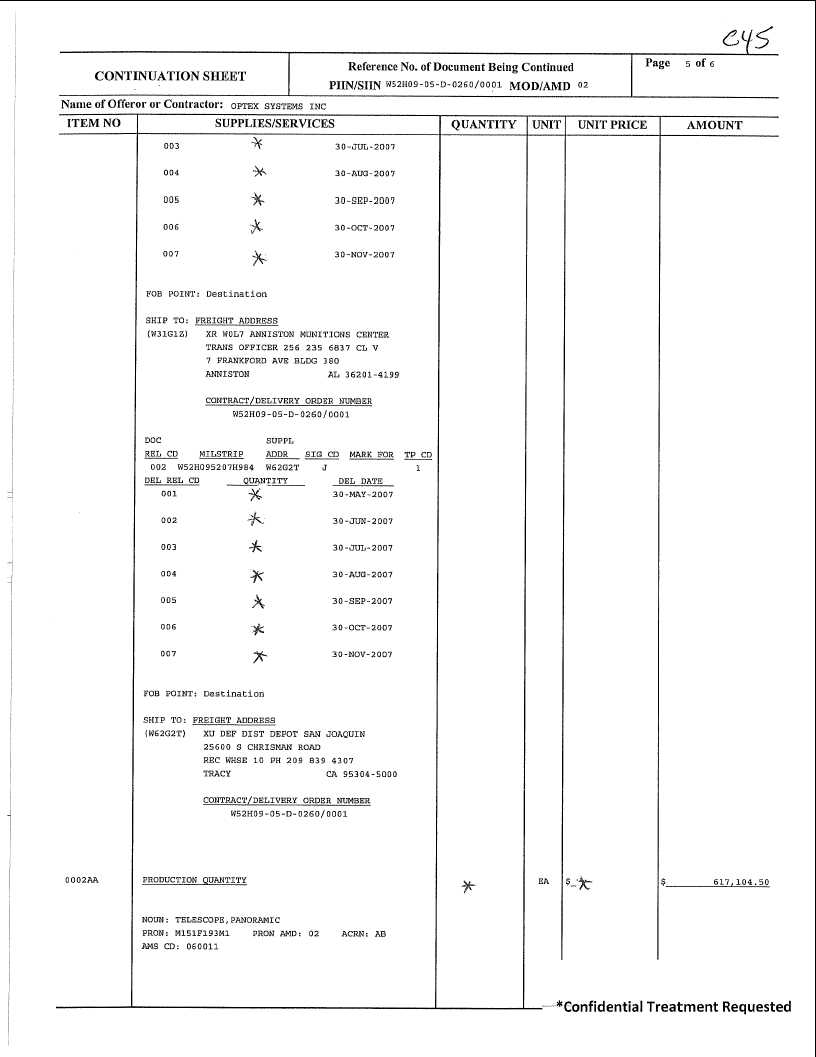 C45
CONTINUATION SHEET
Reference No. of Document Being Continued
PIIN/SIIN W52H09-05-D-0260/0001 MOD/AMD 02
Page 5 of 6
Name of Offeror or Contractor: OPTEX SYSTEMS INC
ITEM NO SUPPLIES/SERVICES QUANTITY UNIT UNIT PRICE AMOUNT
003 * 30-JUL-2007
004 * 30-AUG-2007
005 * 30-SEP-2007
006 * 30-OCT-2007
007 * 30-NOV-2007
FOB POINT: Destination
SHIP TO: FREIGHT ADDRESS
(W31G1Z) XR W0L7 ANNISTON MUNITIONS CENTER
TRANS OFFICER 256 235 6837 CL V
7 FRANKFORD AVE BLDG 380
ANNISTON AL 36201-4199
CONTRACT/DELIVERY ORDER NUMBER
W52H09-05-D-0260/0001
DOC SUPPL
REL CD MILSTRIP ADDR SIG CD MARK FOR TP CD
002 W52H095207H984 W62G2T J 1
DEL REL CD QUANTITY DEL DATE
001 * 30-MAY-2007
002 * 30-JUN-2007
003 * 30-JUL-2007
004 * 30-AUG-2007
005 * 30-SEP-2007
006 * 30-OCT-2007
007 * 30-NOV-2007
FOB POINT: Destination
SHIP TO: FREIGHT ADDRESS
(W62G2T) XU DEF DIST DEPOT SAN JOAQUIN
25600 S CHRISMAN ROAD
REC WHSE 10 PH 209 839 4307
TRACY CA 95304-5000
CONTRACT/DELIVERY ORDER NUMBER
W52H09-05-D-0260/0001
0002AA PRODUCTION QUANTITY * EA $ * $ 617,104.50
NOUN: TELESCOPE,PANORAMIC
PRON: M151F193M1 PRON AMD: 02 ACRN: AB
AMS CD: 060011
*Confidential Treatment Requested